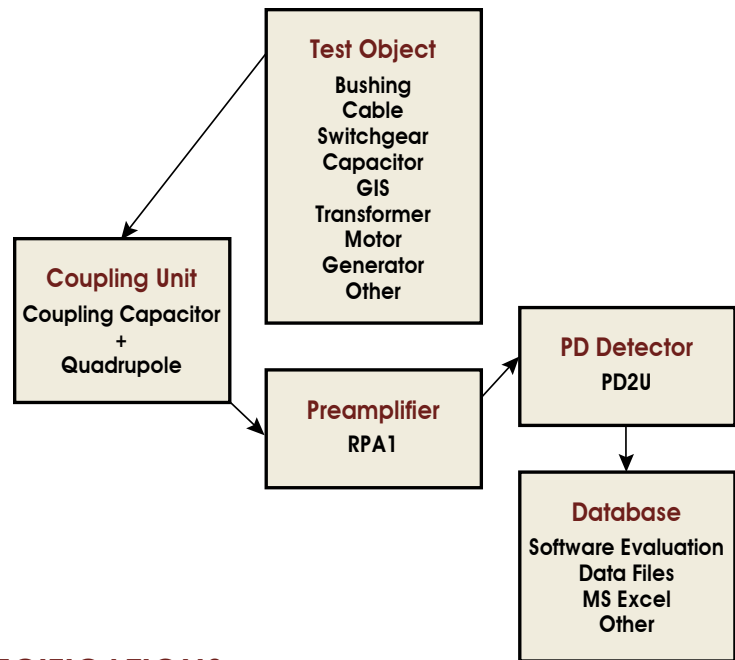 Test Object
Bushing
Cable
Switchgear
Capacitor
GIS
Transformer
Motor
Generator
Other
Coupling Unit
Coupling Capacitor
+
Quadrupole
Preamplifier
RPA1
PD Detector
PD2U
Database
Software Evaluation
Data Files
MS Excel
Other